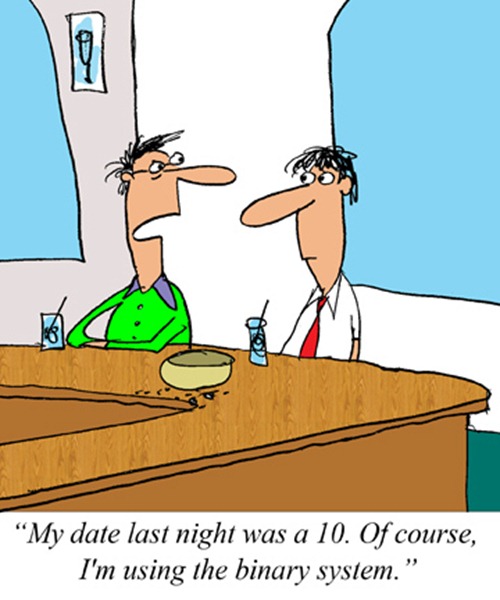 “My date last night was a 10. Of course,
I'm using the binary system.”